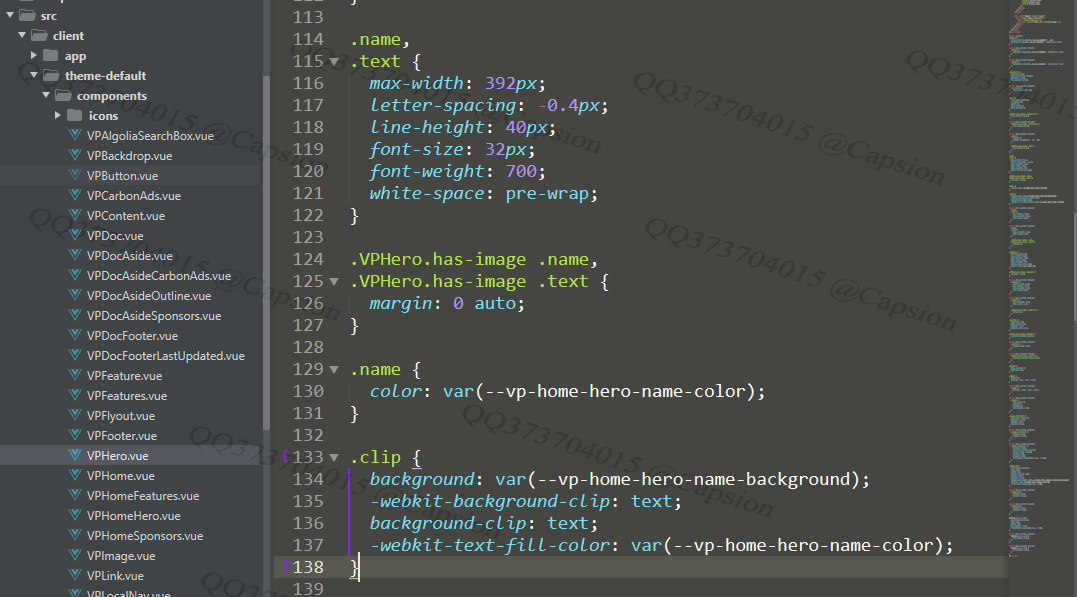 src
client
app
theme-default
components
icons
VPAlgoliaSearchBox.vue
VPBackdrop.vue
VPButton.vue
VPCarbonAds.vue
VPContent.vue
VPDoc.vue
VPDocAside.vue
VPDocAsideCarbonAds.vue
VPDocAsideOutline.vue
VPDocAsideSponsors.vue
VPDocFooter.vue
VPDocFooterLastUpdated.vue
VPFeature.vue
VPFeatures.vue
VPFlyout.vue
VPFooter.vue
VPHero.vue
VPHome.vue
VPHomeFeatures.vue
VPHomeHero.vue
VPHomeSponsors.vue
VPImage.vue
VPLink.vue
VPLocalNav.vue
112 }
113
114 .name,
115 .text {
116 max-width: 392px;
117 letter-spacing: -0.4px;
118 line-height: 40px;
119 font-size: 32px;
120 font-weight: 700;
121 white-space: pre-wrap;
122 }
123
124 .VPHero.has-image .name,
125 .VPHero.has-image .text {
126 margin: 0 auto;
127 }
128
129 .name {
130 color: var(--vp-home-hero-name-color);
131 }
132
133 .clip {
134 background: var(--vp-home-hero-name-background);
135 -webkit-background-clip: text;
136 background-clip: text;
137 -webkit-text-fill-color: var(--vp-home-hero-name-color);
138 }
139
QQ373704015 @Capsion
QQ373704015 @Capsion
QQ373704015 @Capsion
QQ373704015 @Capsion
QQ373704015 @Capsion
QQ373704015